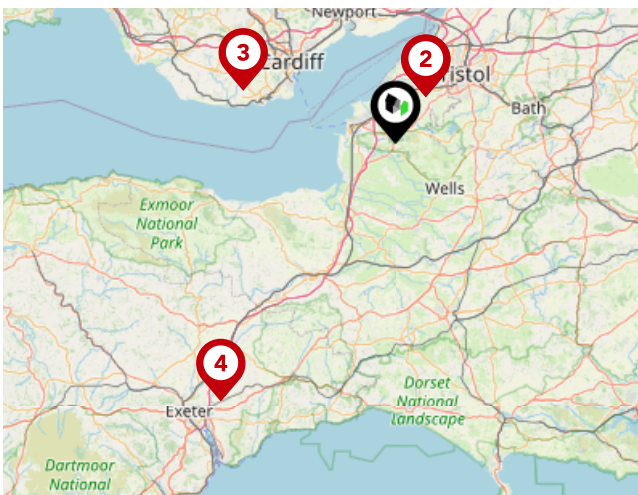 Newport
3
Cardiff
2
Bristol
Bath
Wells
Exmoor
National
Park
4
Exeter
Dorset
National
Landscape
Dartmoor
National